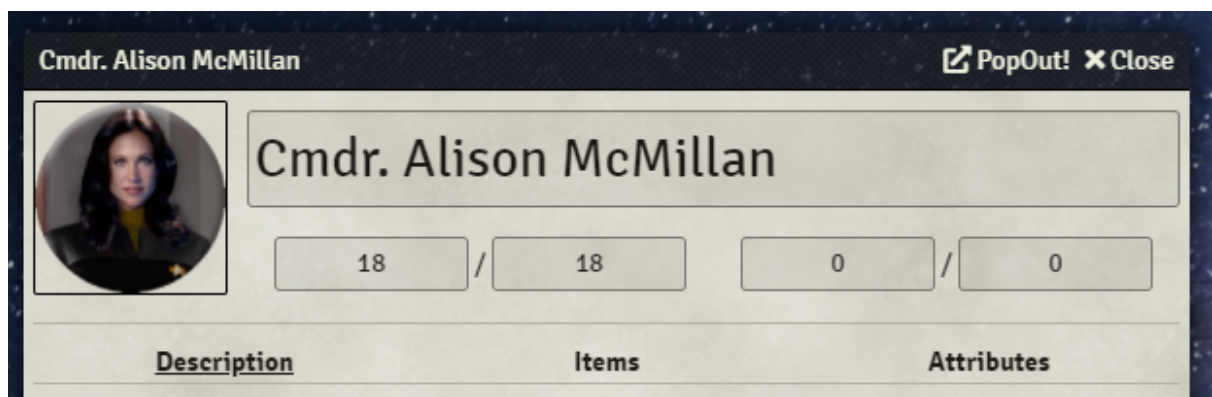 Cmdr. Alison McMillan PopOut! Close
Cmdr. Alison McMillan
18 / 18 0 / 0
Description Items Attributes